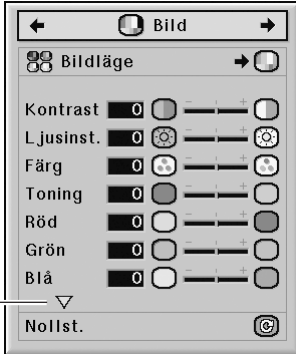 Bild
Bildläge
Kontrast 0
Ljusinst. 0
Färg 0
Toning 0
Röd 0
Grön 0
Blå 0
Nollst.